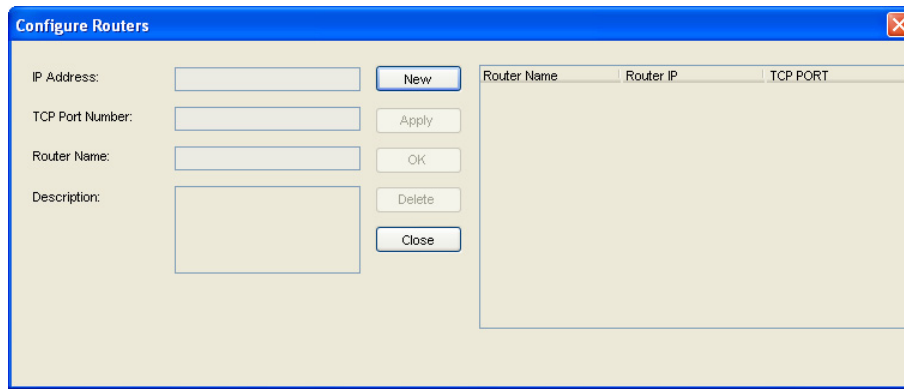 Configure Routers
IP Address:
New
TCP Port Number:
Apply
Router Name:
OK
Description:
Delete
Close
Router Name Router IP TCP PORT